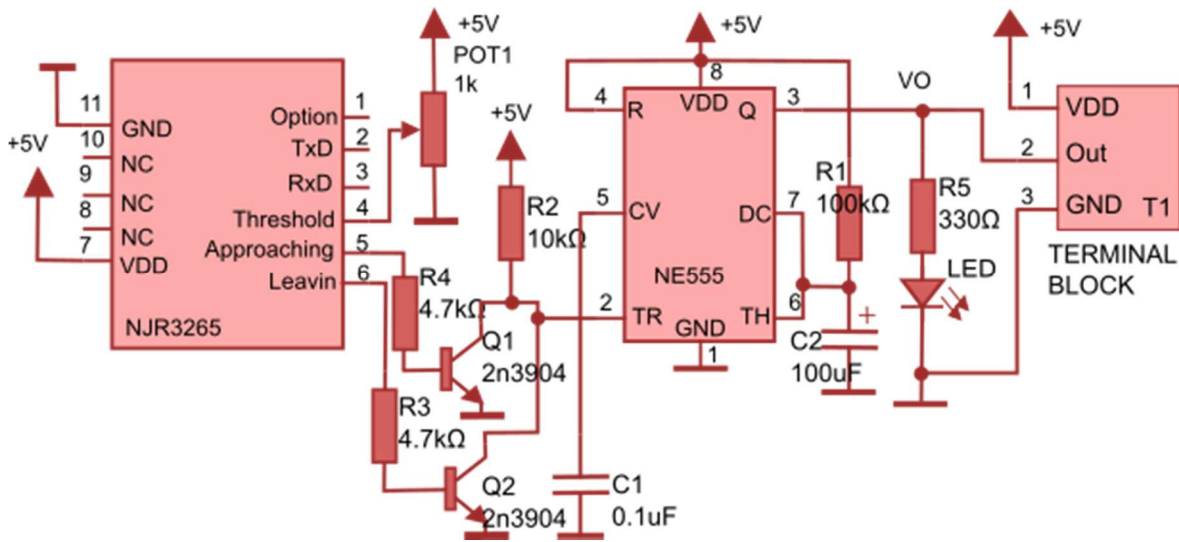 +5V
POT1
1k
11
GND
10
NC
9
NC
8
NC
7
VDD
+5V
Option
1
TxD
2
RxD
3
Threshold
4
Approaching
5
Leavin
6
NJR3265
+5V
R2
10kΩ
R4
4.7kΩ
Q1
2n3904
R3
4.7kΩ
Q2
2n3904
C1
0.1uF
+5V
8
VDD
4
R
Q
3
5
CV
DC
7
NE555
2
TR
TH
6
GND
1
R1
100kΩ
+
C2
100uF
VO
R5
330Ω
LED
+5V
1
VDD
2
Out
3
GND
T1
TERMINAL
BLOCK